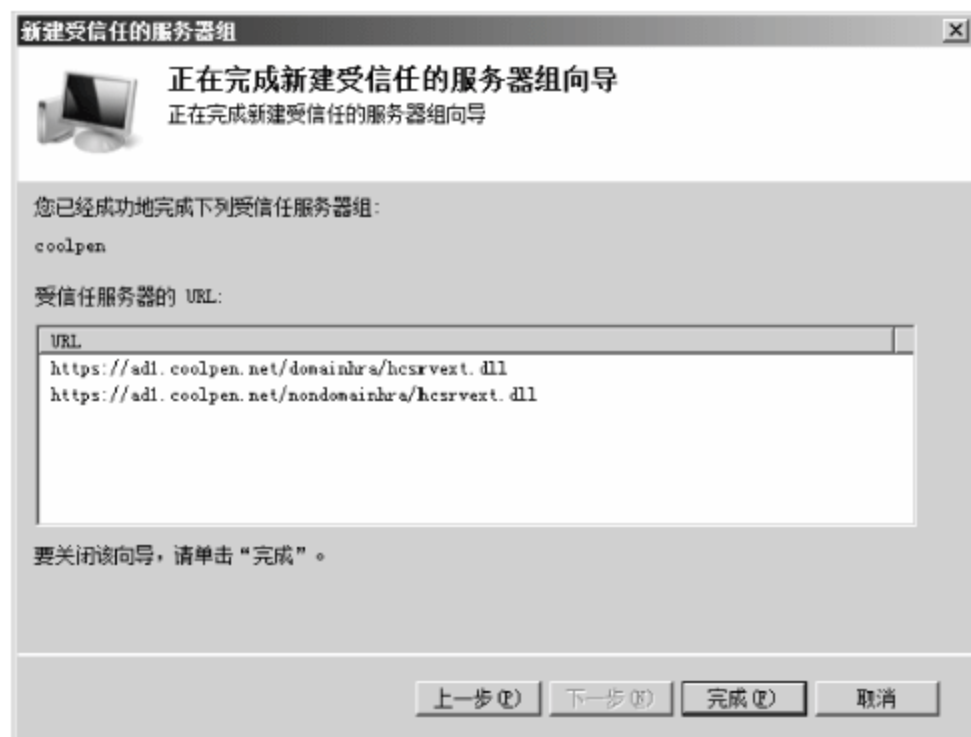 新建受信任的服务器组
正在完成新建受信任的服务器组向导
正在完成新建受信任的服务器组向导
您已经成功地完成下列受信任服务器组:
coolpen
受信任服务器的 URL:
URL
https://ad1.coolpen.net/domainhra/hcsrvext.dll
https://ad1.coolpen.net/nondomainhra/hcsrvext.dll
要关闭该向导，请单击“完成”。
上一步(P) 下一步(N) 完成(F) 取消